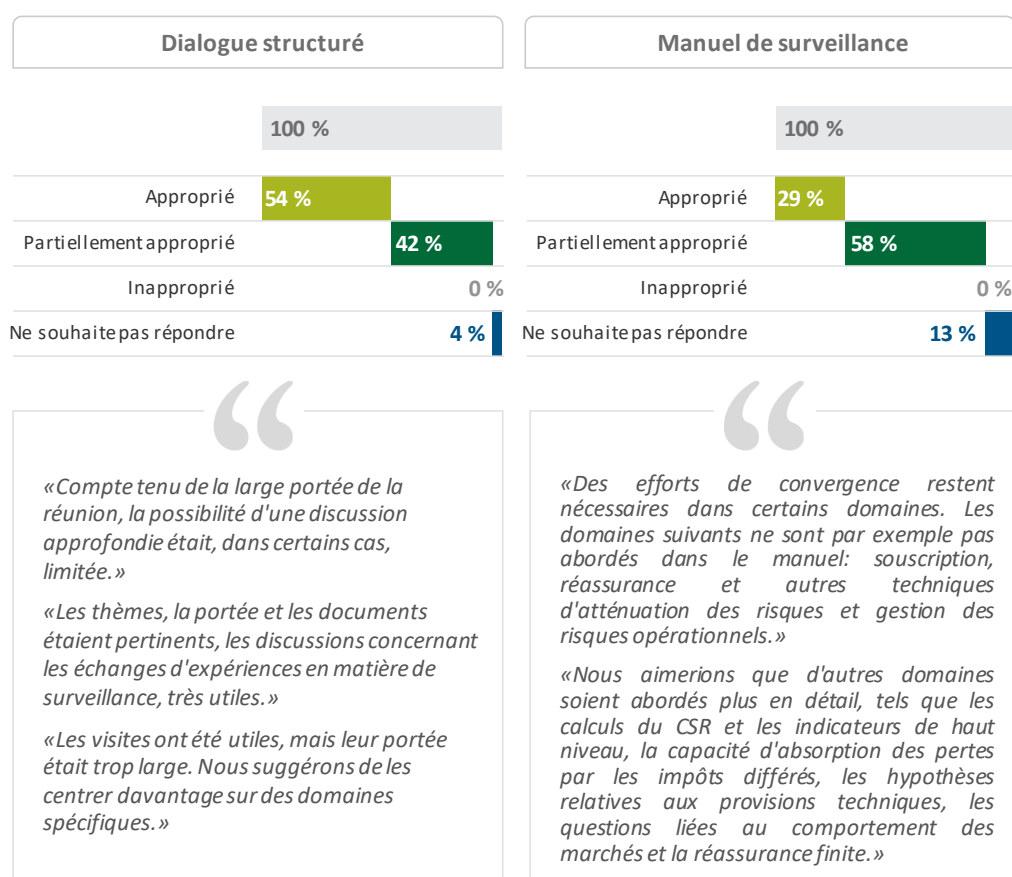 Dialogue structuré
100 %
Approprié 54 %
Partiellement approprié 42 %
Inapproprié 0 %
Ne souhaite pas répondre 4 %
“
«Compte tenu de la large portée de la
réunion, la possibilité d'une discussion
approfondie était, dans certains cas,
limitée.»
«Les thèmes, la portée et les documents
étaient pertinents, les discussions concernant
les échanges d'expériences en matière de
surveillance, très utiles.»
«Les visites ont été utiles, mais leur portée
était trop large. Nous suggérons de les
centrer davantage sur des domaines
spécifiques.»
Manuel de surveillance
100 %
Approprié 29 %
Partiellement approprié 58 %
Inapproprié 0 %
Ne souhaite pas répondre 13 %
“
«Des efforts de convergence restent
nécessaires dans certains domaines. Les
domaines suivants ne sont par exemple pas
abordés dans le manuel: souscription,
réassurance et autres techniques
d'atténuation des risques et gestion des
risques opérationnels.»
«Nous aimerions que d'autres domaines
soient abordés plus en détail, tels que les
calculs du CSR et les indicateurs de haut
niveau, la capacité d'absorption des pertes
par les impôts différés, les hypothèses
relatives aux provisions techniques, les
questions liées au comportement des
marchés et la réassurance finite.»